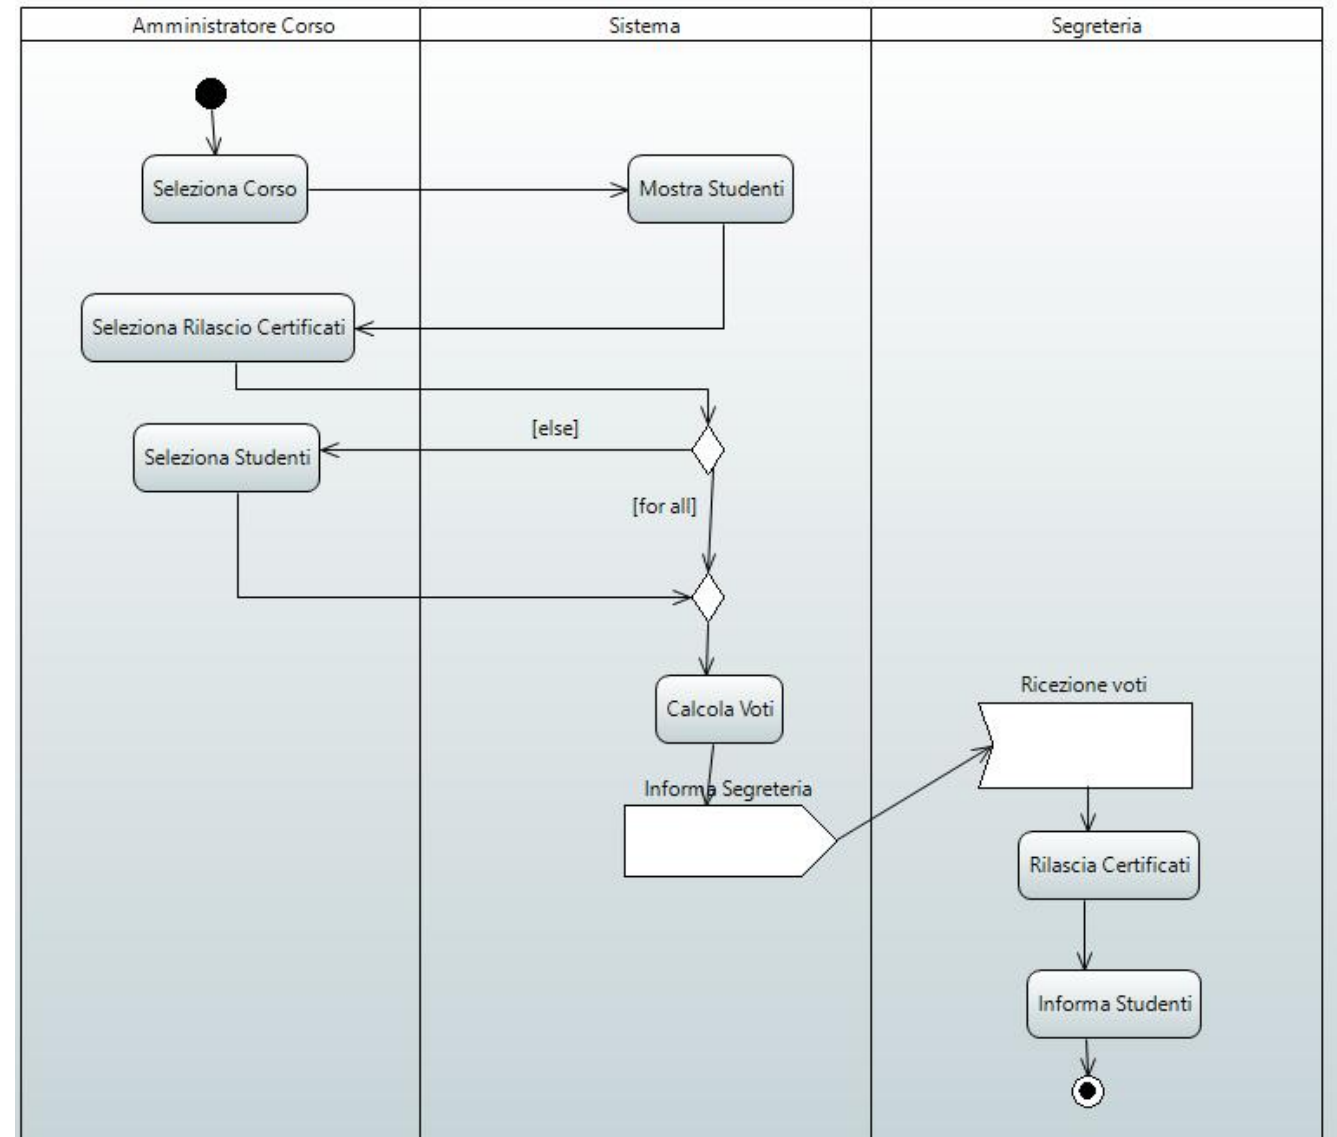 Amministratore Corso
Sistema
Segreteria
Seleziona Corso
Mostra Studenti
Seleziona Rilascio Certificati
[else]
Seleziona Studenti
[for all]
Calcola Voti
Ricezione voti
Informa Segreteria
Rilascia Certificati
Informa Studenti